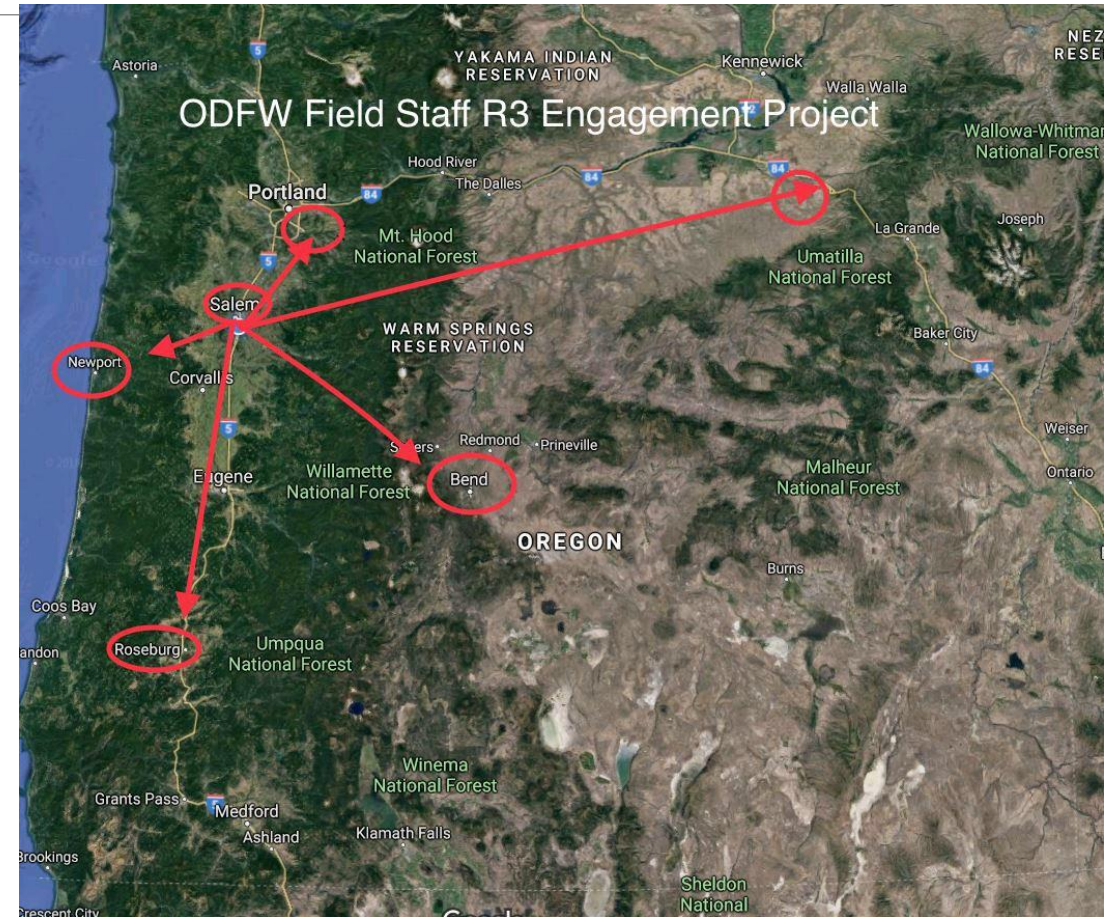 Astoria
5
YAKAMA INDIAN
RESERVATION
Kennewick
NEZ
RESE
Walla Walla
ODFW Field Staff R3 Engagement Project
Wallowa-Whitman
National Forest
Hood River
The Dalles
84
84
84
Portland
84
Mt. Hood
National Forest
La Grande
Joseph
5
Umatilla
National Forest
Salem
WARM SPRINGS
RESERVATION
Baker City
Newport
Corvallis
84
5
Weiser
Redmond
Prineville
Eugene
Willamette
National Forest
Bend
Malheur
National Forest
Ontario
OREGON
Burns
Coos Bay
Roseburg
Umpqua
National Forest
andon
Winema
National Forest
Grants Pass
Medford
Ashland
Klamath Falls
Brookings
Sheldon
National
Crescent City